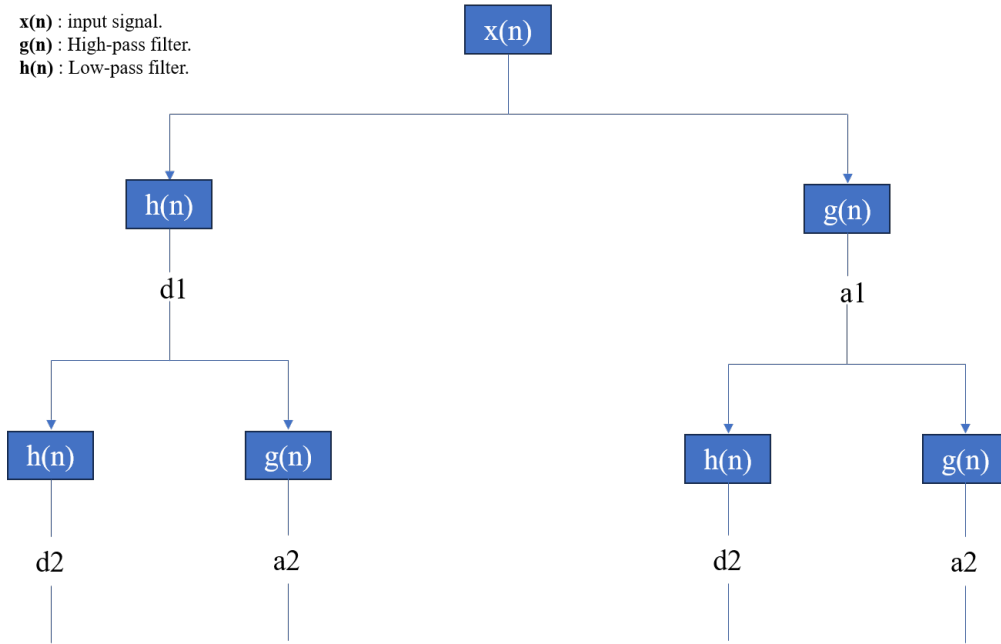 x(n) : input signal.
g(n) : High-pass filter.
h(n) : Low-pass filter.
x(n)
h(n)
g(n)
d1
a1
h(n)
g(n)
h(n)
g(n)
d2
a2
d2
a2